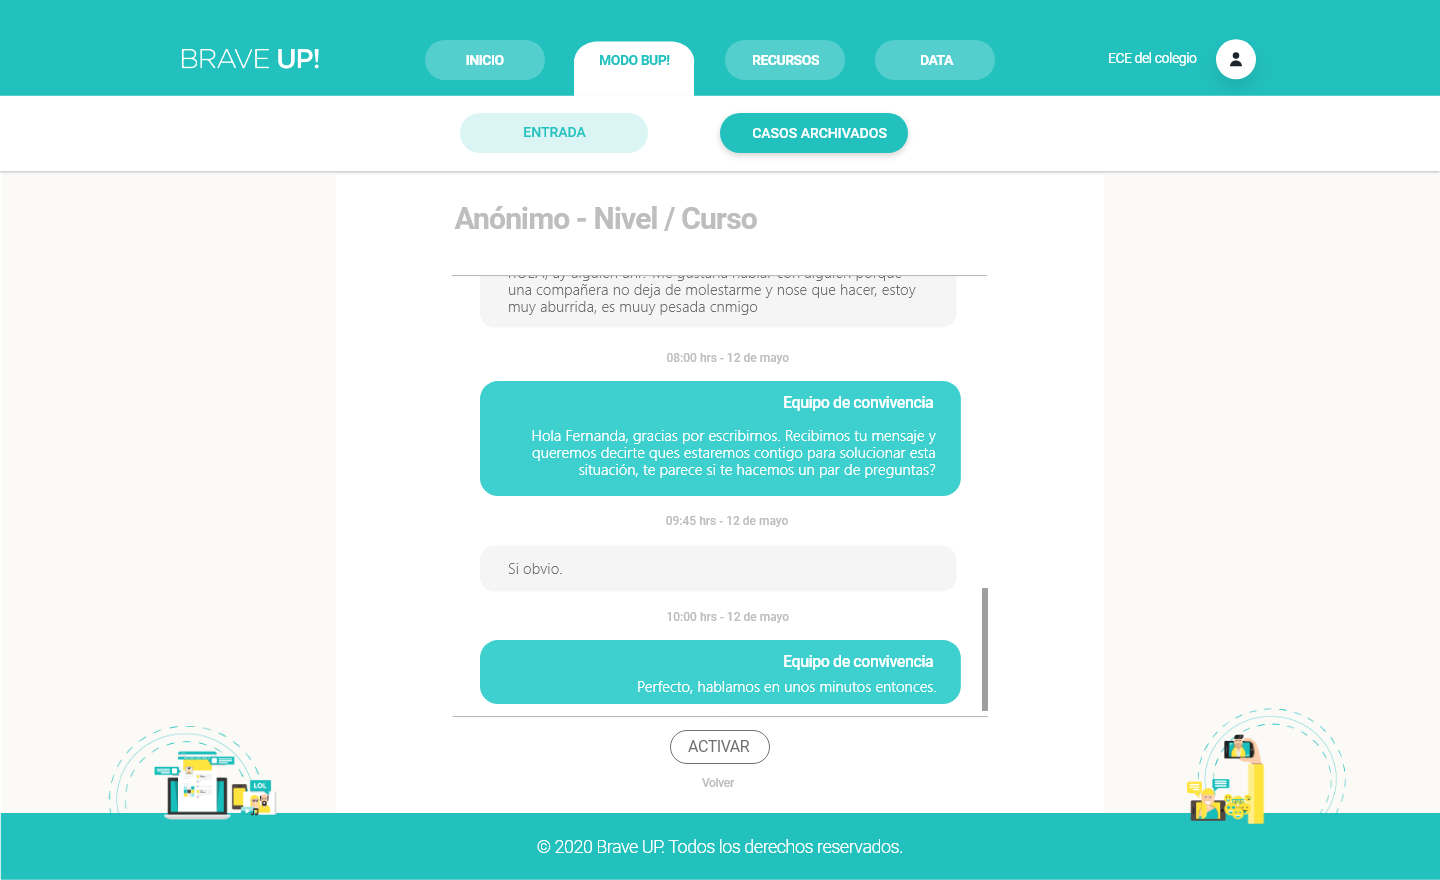 BRAVE UP!
INICIO
MODO BUP!
RECURSOS
DATA
ECE del colegio
ENTRADA
CASOS ARCHIVADOS
Anónimo - Nivel / Curso
una compañera no deja de molestarme y nose que hacer, estoy
muy aburrida, es muuy pesada cnmigo
08:00 hrs - 12 de mayo
Equipo de convivencia
Hola Fernanda, gracias por escribirnos. Recibimos tu mensaje y
queremos decirte ques estaremos contigo para solucionar esta
situación, te parece si te hacemos un par de preguntas?
09:45 hrs - 12 de mayo
Si obvio.
10:00 hrs - 12 de mayo
Equipo de convivencia
Perfecto, hablamos en unos minutos entonces.
ACTIVAR
Volver
LOL
© 2020 Brave UP. Todos los derechos reservados.